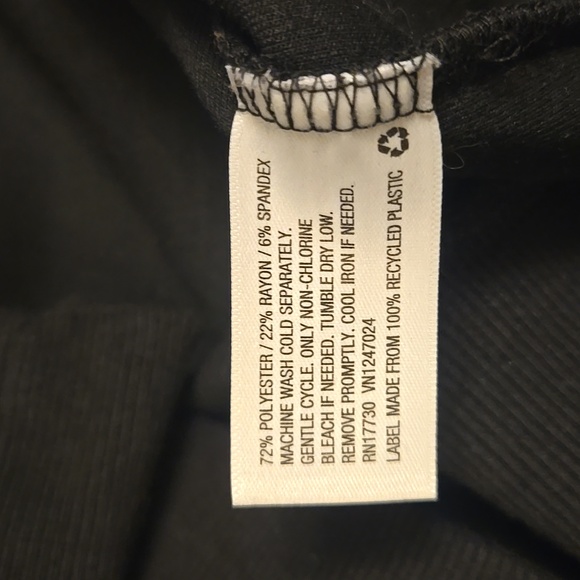 72% POLYESTER / 22% RAYON / 6% SPANDEX
MACHINE WASH COLD SEPARATELY.
GENTLE CYCLE. ONLY NON-CHLORINE
BLEACH IF NEEDED. TUMBLE DRY LOW.
REMOVE PROMPTLY. COOL IRON IF NEEDED.
RN17730 VN1247024
LABEL MADE FROM 100% RECYCLED PLASTIC